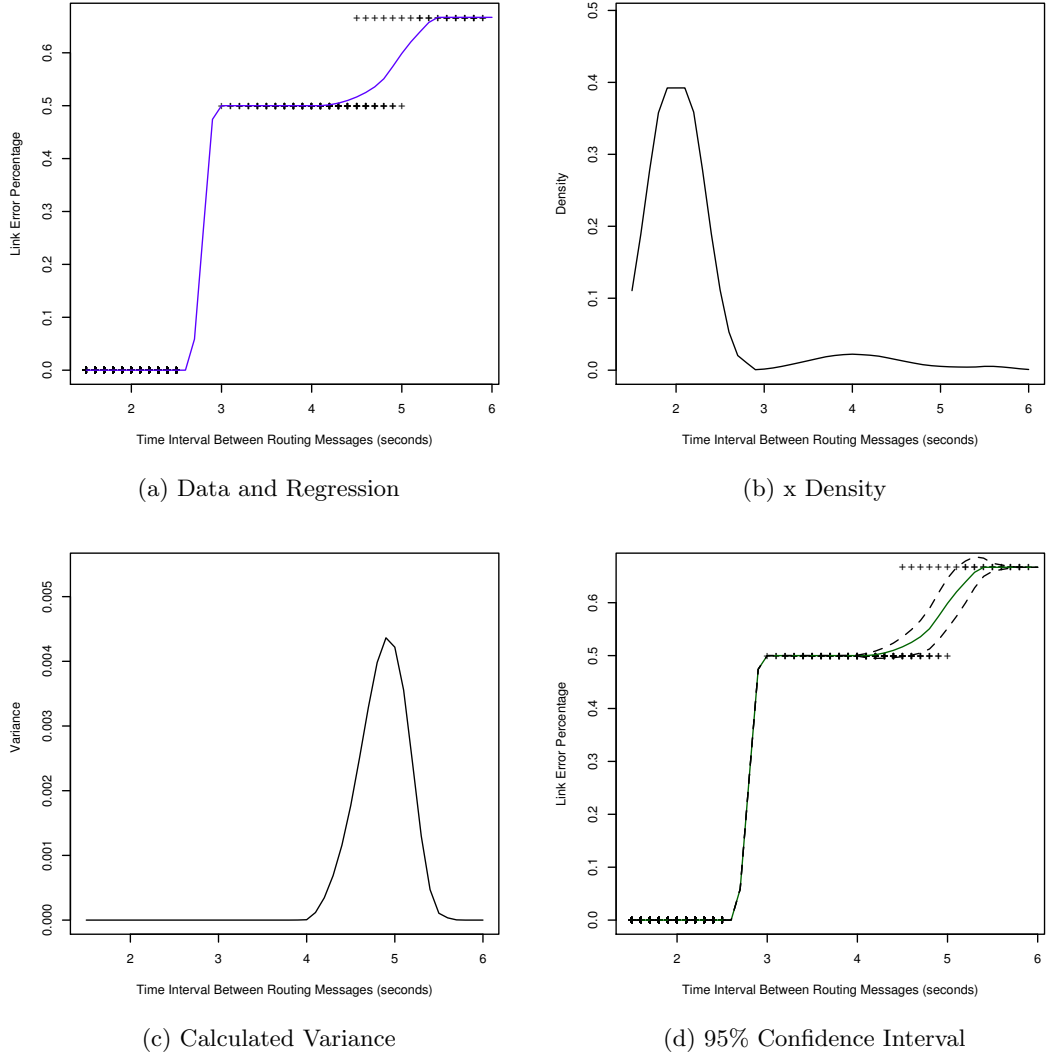 Link Error Percentage
0.0
0.1
0.2
0.3
0.4
0.5
0.6
2 3 4 5 6
Time Interval Between Routing Messages (seconds)
(a) Data and Regression
Density
0.0
0.1
0.2
0.3
0.4
0.5
2 3 4 5 6
Time Interval Between Routing Messages (seconds)
(b) x Density
Variance
0.000
0.001
0.002
0.003
0.004
0.005
2 3 4 5 6
Time Interval Between Routing Messages (seconds)
(c) Calculated Variance
Link Error Percentage
0.0
0.1
0.2
0.3
0.4
0.5
0.6
2 3 4 5 6
Time Interval Between Routing Messages (seconds)
(d) 95% Confidence Interval